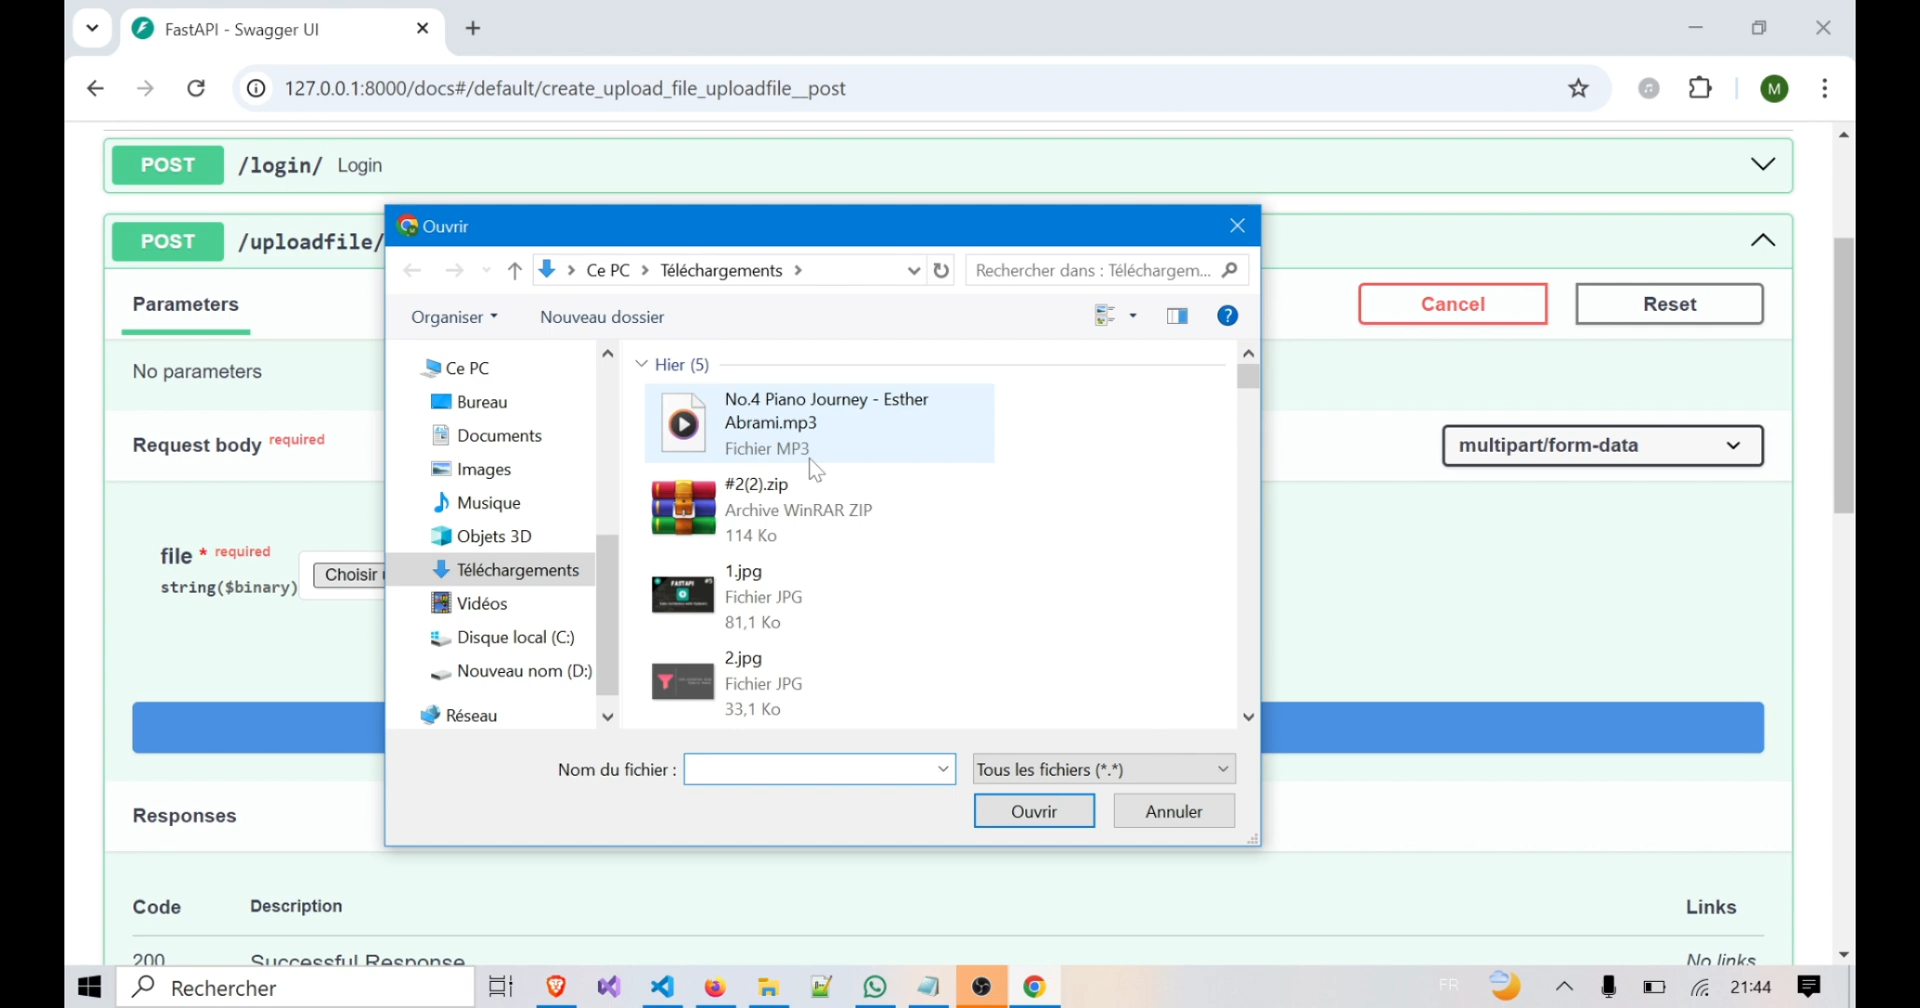 FastAPI - Swagger UI
127.0.0.1:8000/docs#/default/create_upload_file_uploadfile__post
M
POST /login/ Login
POST /uploadfile/
Ouvrir
Ce PC > Téléchargements >
Rechercher dans : Téléchargem...
Organiser
Nouveau dossier
Parameters
Cancel
Reset
No parameters
Request body required
multipart/form-data
file * required
string($binary)
Choisir
Ce PC
Bureau
Documents
Images
Musique
Objets 3D
Téléchargements
Vidéos
Disque local (C:)
Nouveau nom (D:)
Réseau
Hier (5)
No.4 Piano Journey - Esther
Abrami.mp3
Fichier MP3
#2(2).zip
Archive WinRAR ZIP
114 Ko
1.jpg
Fichier JPG
81,1 Ko
2.jpg
Fichier JPG
33,1 Ko
Nom du fichier :
Tous les fichiers (*.*)
Ouvrir
Annuler
Responses
Code
Description
Links
200
Successful Response
No links
Rechercher
FR
21:44